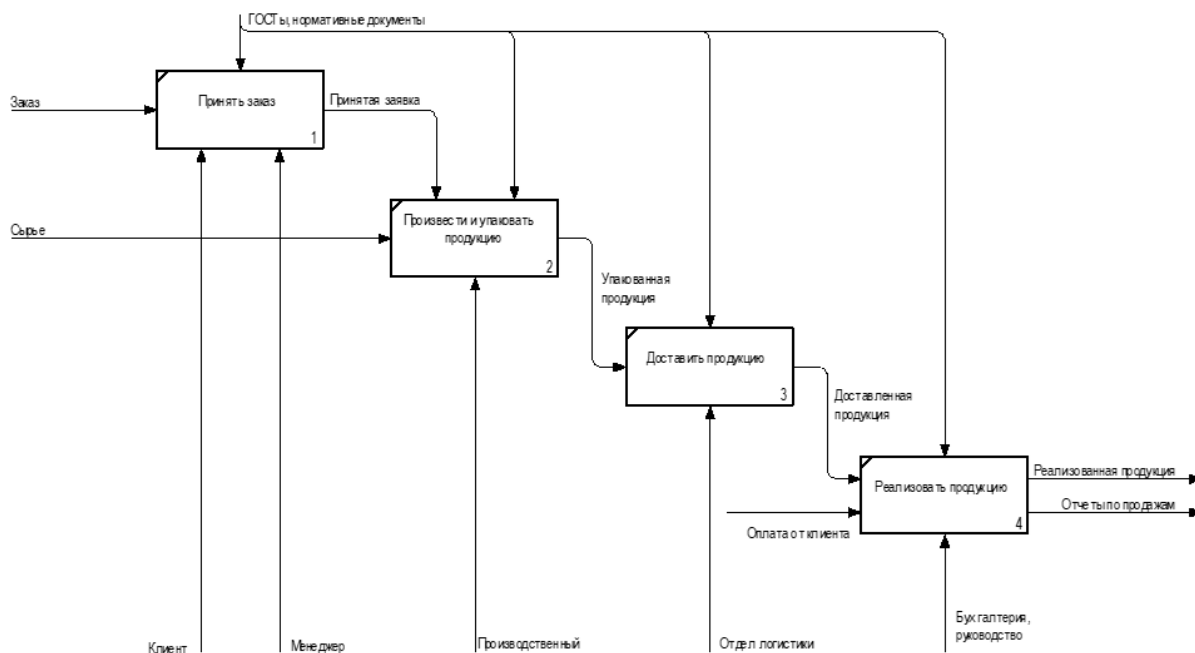 ГОСТы, нормативные документы
Заказ
Принять заказ
1
Принятая заявка
Сырье
Произвести и упаковать
продукцию
2
Упакованная
продукция
Доставить продукцию
3
Доставленная
продукция
Реализовать продукцию
4
Реализованная продукция
Отчеты по продажам
Оплата от клиента
Клиент
Менеджер
Производственный
Отдел логистики
Бухгалтерия,
руководство